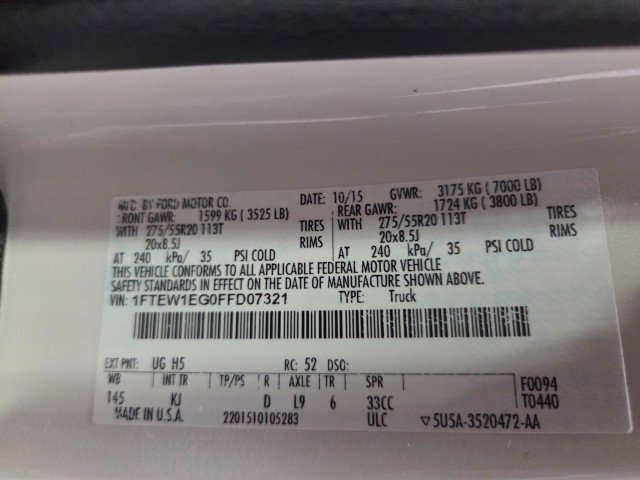 MFD. BY FORD MOTOR CO. DATE: 10/15 GVWR: 3175 KG ( 7000 LB)
FRONT GAWR: 1599 KG ( 3525 LB) REAR GAWR: 1724 KG ( 3800 LB)
WITH 275/55R20 113T TIRES WITH 275/55R20 113T TIRES
20x8.5J RIMS 20x8.5J RIMS
AT 240 kPa/ 35 PSI COLD AT 240 kPa/ 35 PSI COLD
THIS VEHICLE CONFORMS TO ALL APPLICABLE FEDERAL MOTOR VEHICLE
SAFETY STANDARDS IN EFFECT ON THE DATE OF MANUFACTURE SHOWN ABOVE.
VIN: 1FTEW1EG0FFD07321 TYPE: Truck
EXT PNT: UG H5 RC: 52 DSO:
WB INT TR TP/PS R AXLE TR SPR F0094
145 KJ D L9 6 33CC T0440
MADE IN U.S.A. 2201510105283 ULC ▽5U5A-3520472-AA